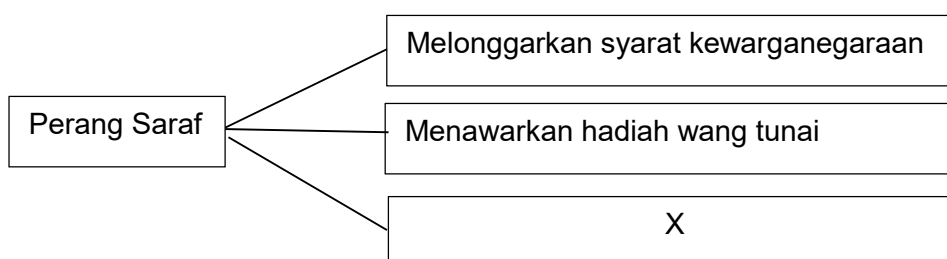 Melonggarkan syarat kewarganegaraan
Perang Saraf
Menawarkan hadiah wang tunai
X